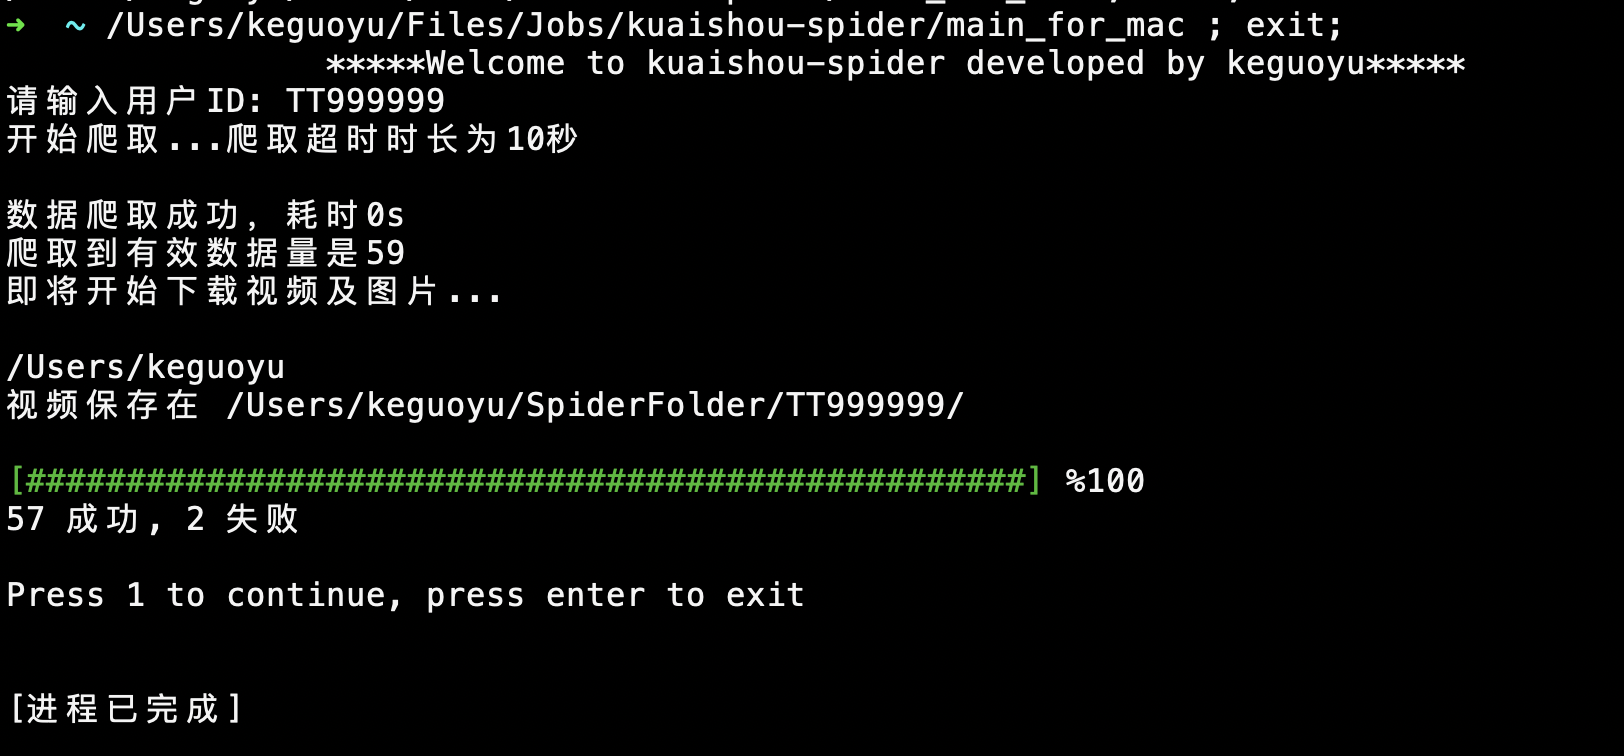 ➜  ~ /Users/keguoyu/Files/Jobs/kuaishou-spider/main_for_mac ; exit;
*****Welcome to kuaishou-spider developed by keguoyu*****
请输入用户ID: TT999999
开始爬取...爬取超时时长为10秒
数据爬取成功, 耗时0s
爬取到有效数据量是59
即将开始下载视频及图片...
/Users/keguoyu
视频保存在 /Users/keguoyu/SpiderFolder/TT999999/
[##################################################] %100
57 成功, 2 失败
Press 1 to continue, press enter to exit
[进程已完成]